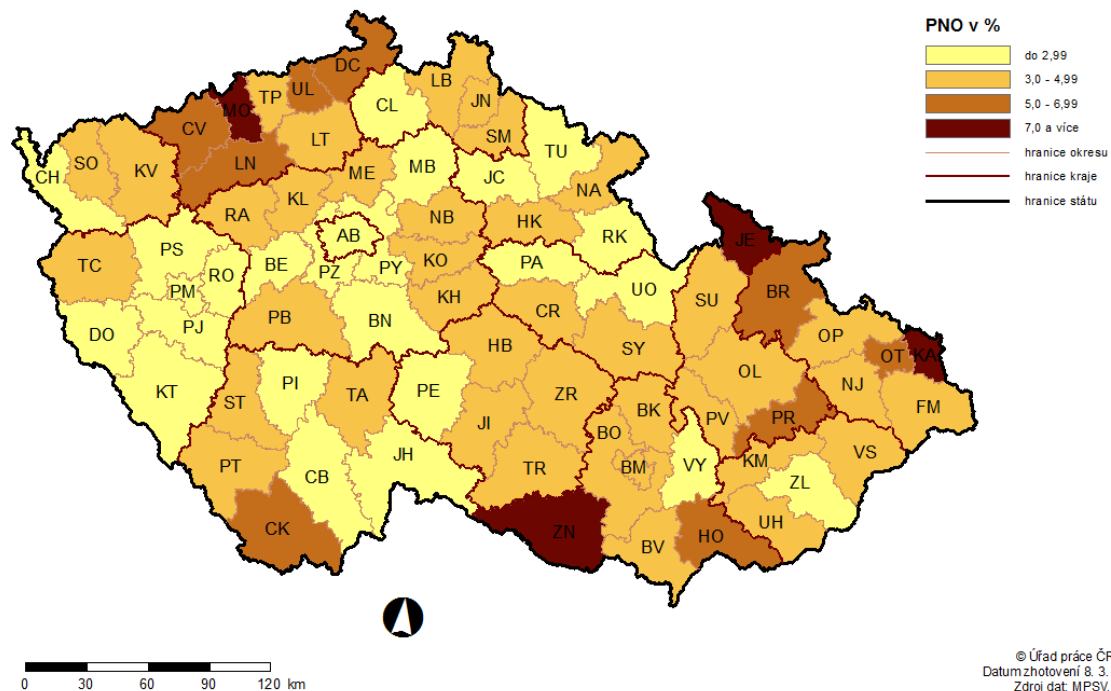 PNO v %
do 2,99
3,0 - 4,99
5,0 - 6,99
7,0 a více
hranice okresu
hranice kraje
hranice státu
DC
LB
UL
TP
JN
MO
CL
CV
LT
SM
TU
LN
SO
KV
CH
ME
MB
JC
NA
KL
RA
NB
HK
AB
RK
JE
PS
RO
BE
PZ
PY
KO
PA
TC
PM
UO
BR
KH
SU
PB
CR
BN
OP
DO
PJ
HB
SY
OT
KA
OL
KT
NJ
PI
TA
PE
ZR
FM
ST
BK
PR
JI
PV
BO
VS
JH
KM
PT
TR
BM
VY
CB
ZL
CK
ZN
HO
UH
BV
0 30 60 90 120 km
© Úřad práce ČR
Datum zhotovení 8. 3.
Zdroj dat: MPSV,